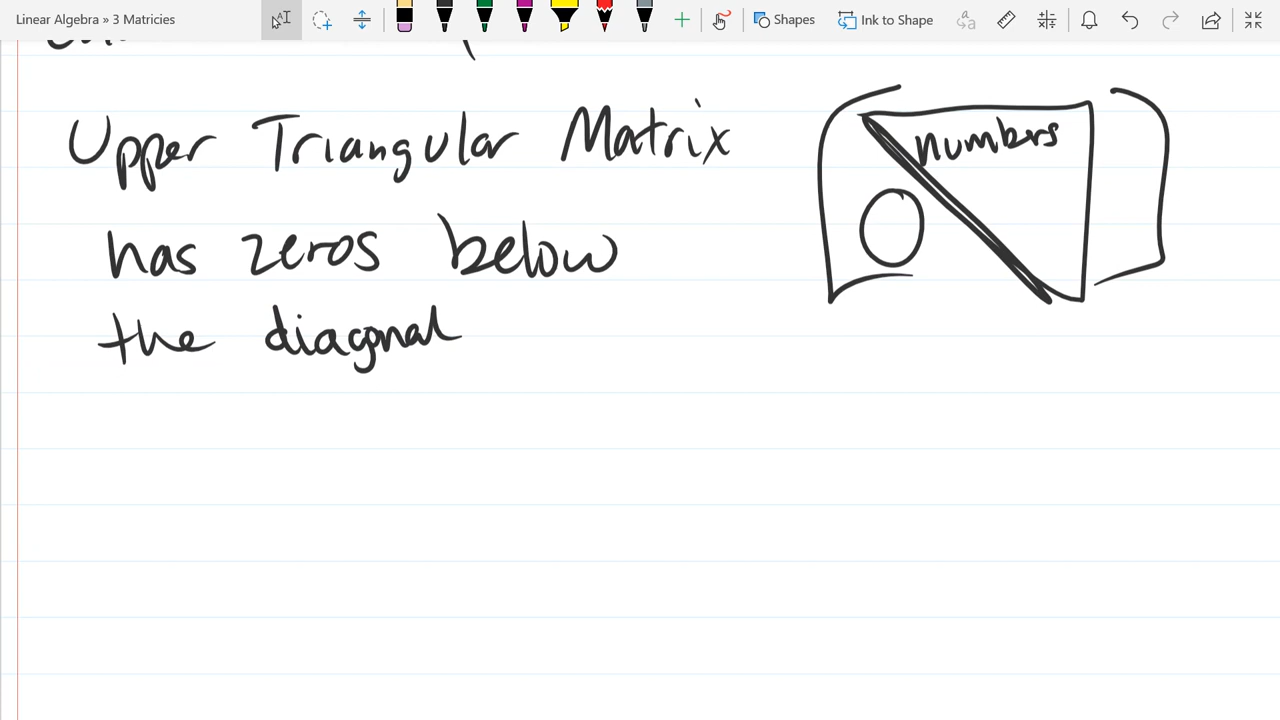 Linear Algebra » 3 Matricies
Shapes
Ink to Shape
Upper Triangular Matrix
has zeros below
the diagonal
numbers
0